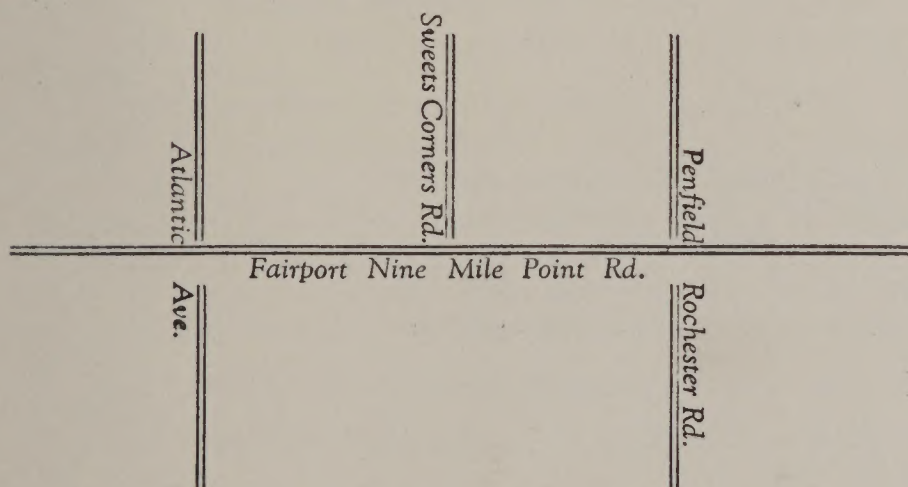 Atlantic
Ave.
Sweets Corners Rd.
Penfield
Rochester Rd.
Fairport Nine Mile Point Rd.